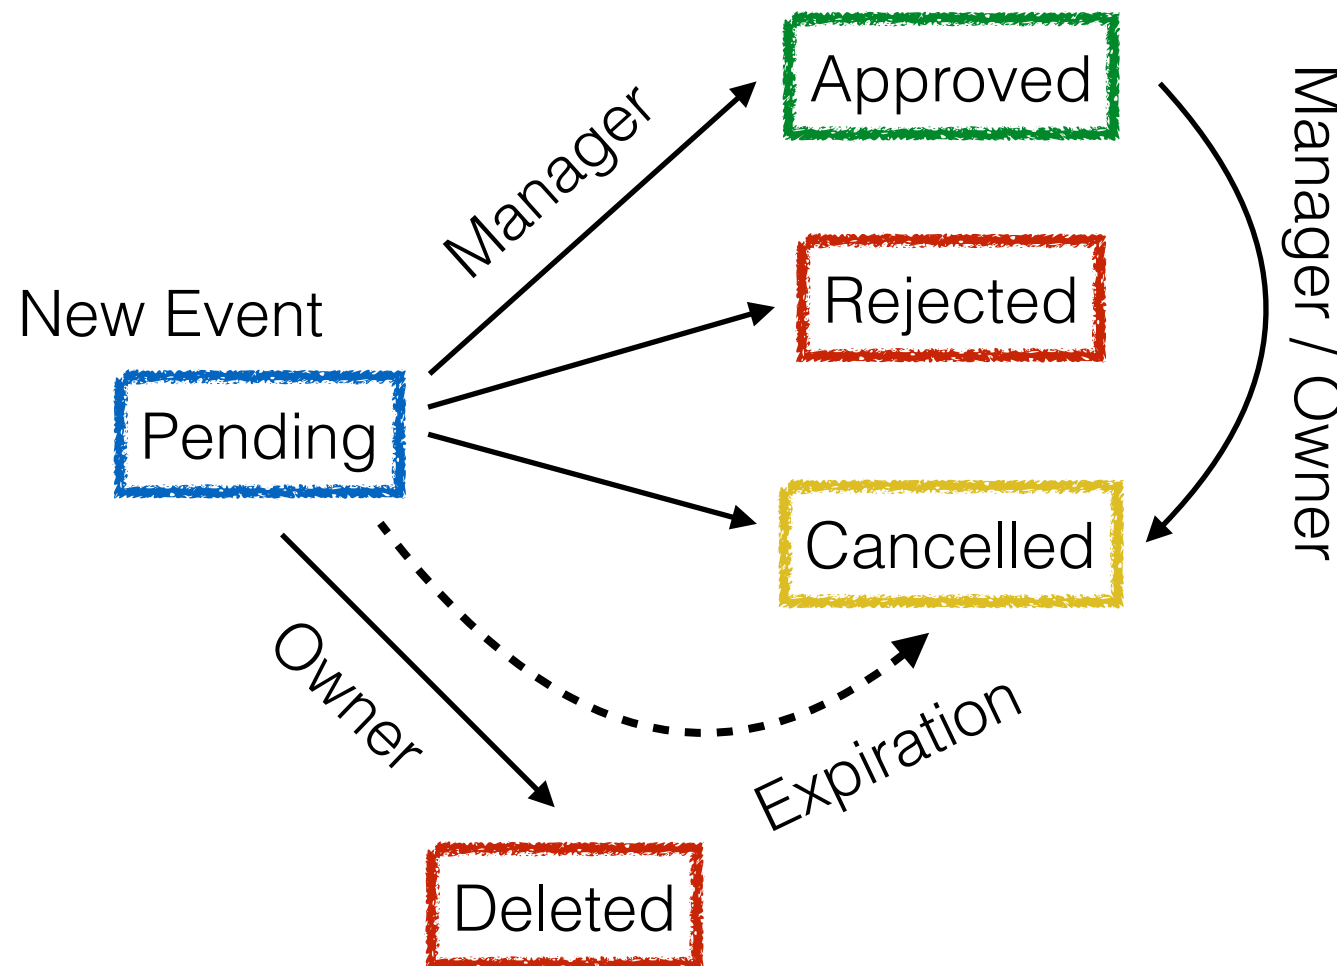 Approved
Manager
Manager / Owner
Rejected
New Event
Pending
Cancelled
Owner
Expiration
Deleted